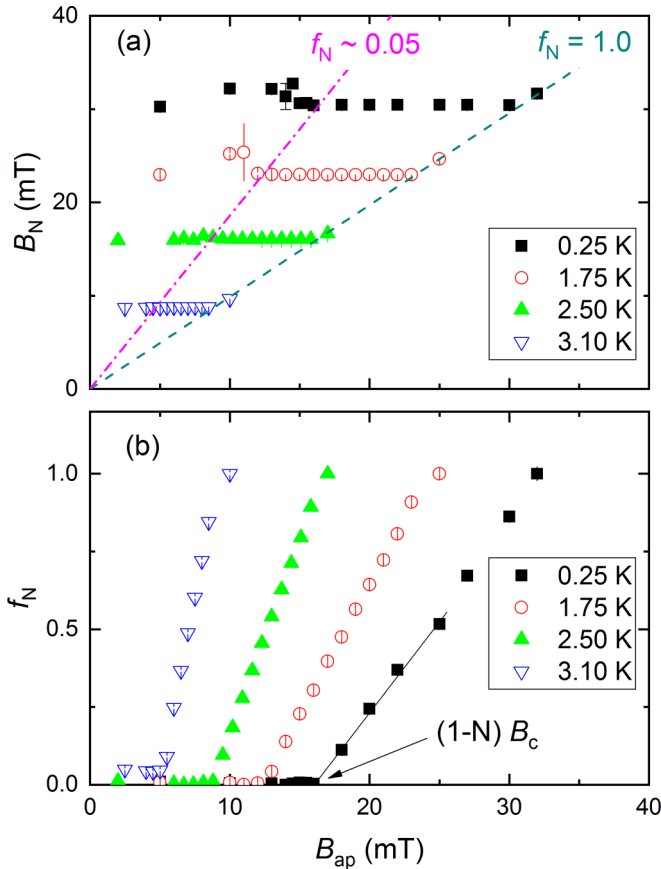 40
(a)
f_N ~ 0.05
f_N = 1.0
B_N (mT)
20
0.25 K
1.75 K
2.50 K
3.10 K
0
(b)
1.0
f_N
0.5
0.25 K
1.75 K
2.50 K
3.10 K
(1-N) B_c
0.0
0 10 20 30 40
B_ap (mT)